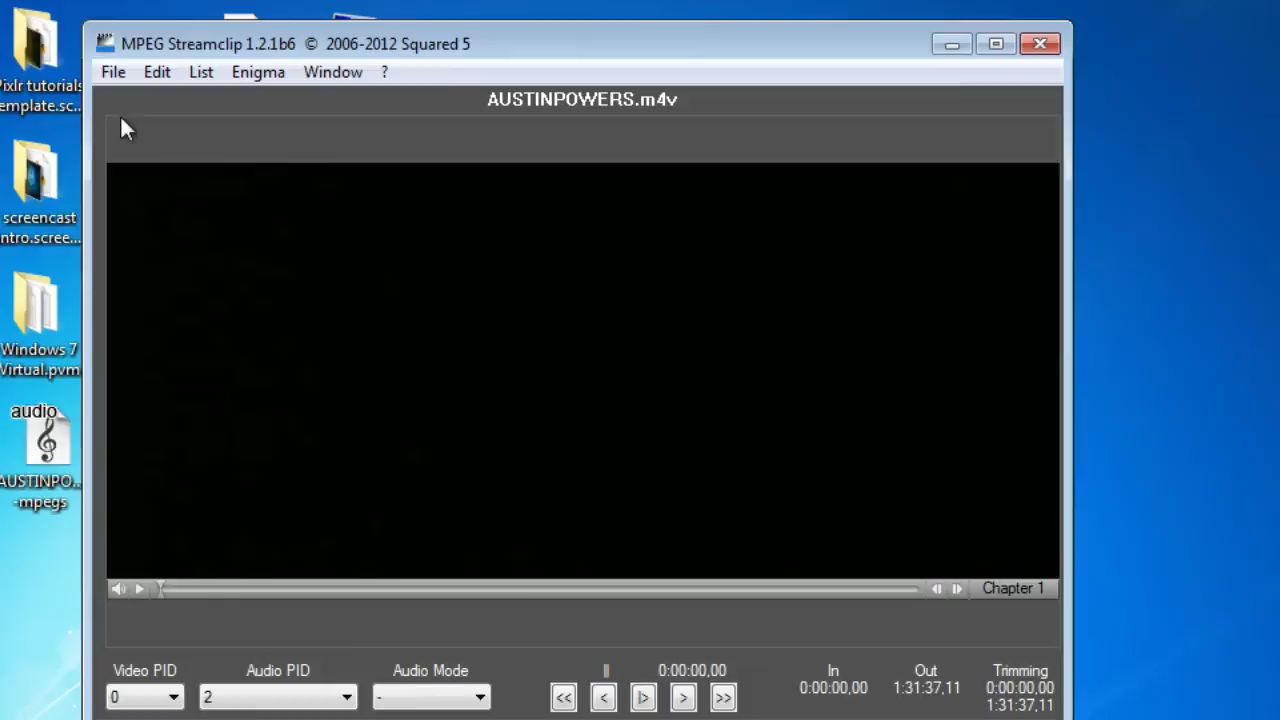 MPEG Streamclip 1.2.1b6 © 2006-2012 Squared 5
File Edit List Enigma Window ?
AUSTINPOWERS.m4v
Pixlr tutorials
template.sc...
screencast
intro.scree...
Windows 7
Virtual.pvm
audio
AUSTINPO...
-mpegs
Chapter 1
Video PID Audio PID Audio Mode 0:00:00,00 In Out Trimming
0 2 - << < |> > >> 0:00:00,00 1:31:37,11 0:00:00,00
1:31:37,11